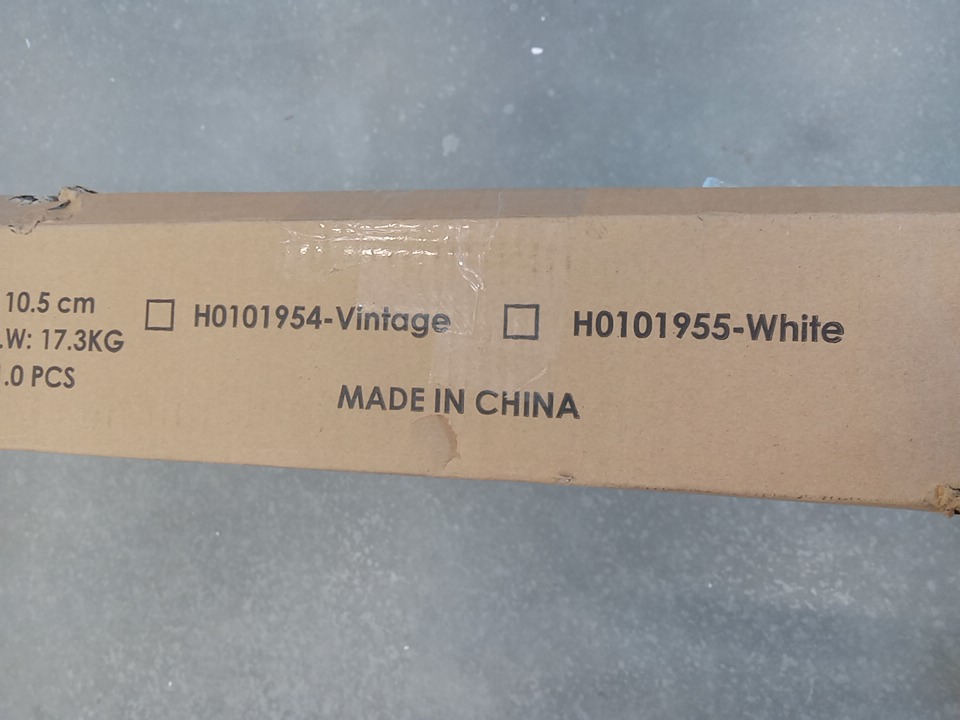 10.5 cm
.W: 17.3KG
.0 PCS
☐ H0101954-Vintage ☐ H0101955-White
MADE IN CHINA